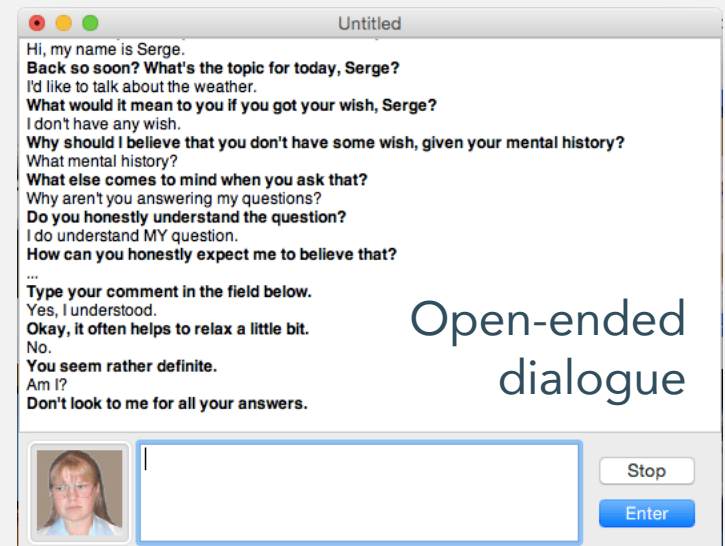 Untitled
Hi, my name is Serge.
Back so soon? What's the topic for today, Serge?
I'd like to talk about the weather.
What would it mean to you if you got your wish, Serge?
I don't have any wish.
Why should I believe that you don't have some wish, given your mental history?
What mental history?
What else comes to mind when you ask that?
Why aren't you answering my questions?
Do you honestly understand the question?
I do understand MY question.
How can you honestly expect me to believe that?
...
Type your comment in the field below.
Yes, I understood.
Okay, it often helps to relax a little bit.
No.
You seem rather definite.
Am I?
Don't look to me for all your answers.
Open-ended
dialogue
Stop
Enter